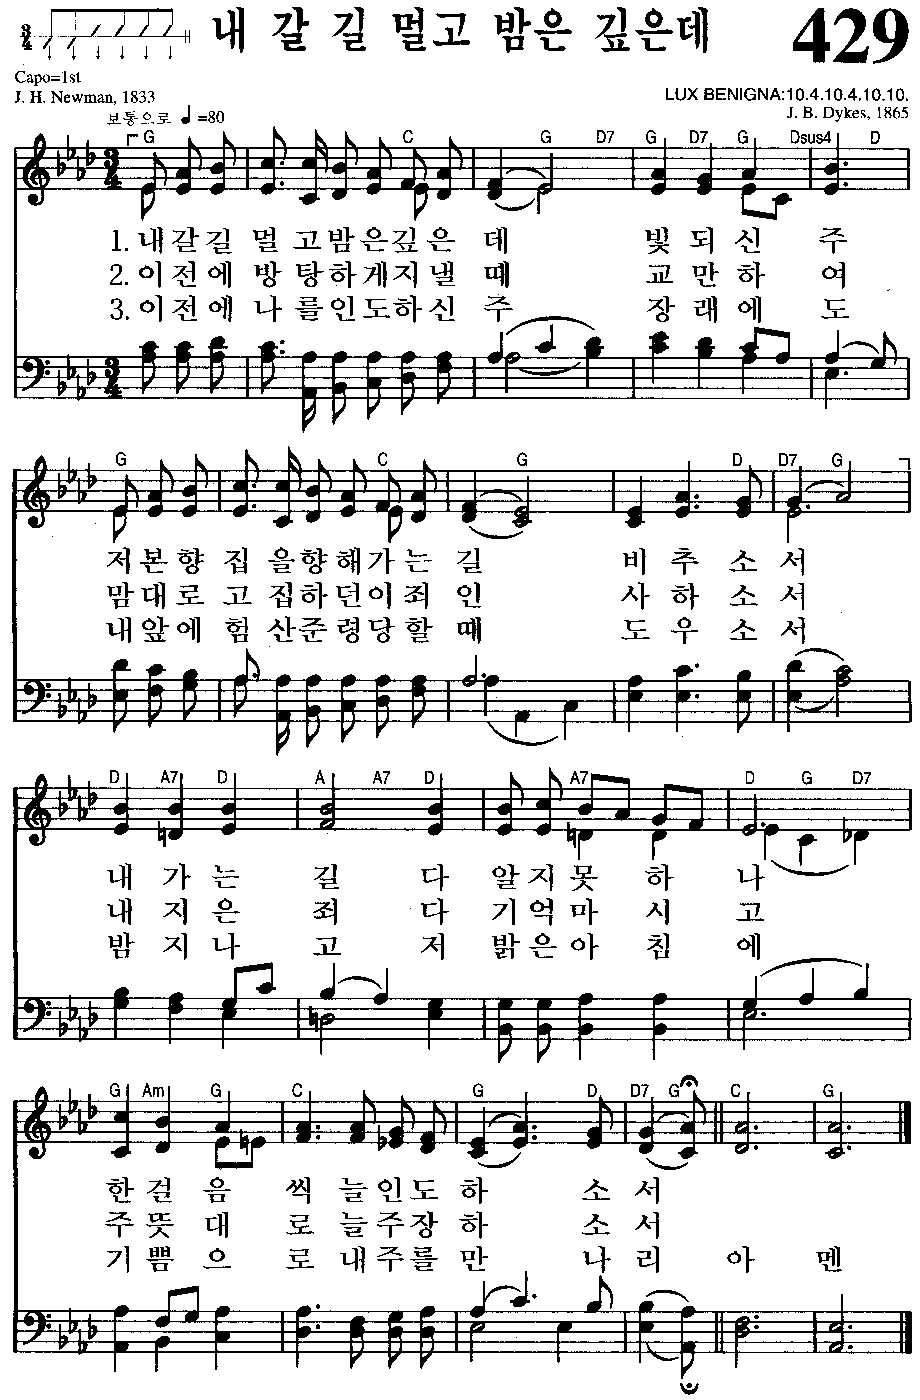 내 갈 길 멀고 밤은 깊은데 429
Capo=1st
J. H. Newman, 1833 LUX BENIGNA:10.4.10.4.10.10.
J. B. Dykes, 1865
보통으로 ♩=80
G C G D7 G D7 G Dsus4 D
1. 내 갈 길 멀 고 밤 은 깊 은 데 빛 되 신 주
2. 이 전 에 방 탕 하 게 지 낼 때 교 만 하 여
3. 이 전 에 나 를 인 도 하 신 주 장 래 에 도
G C G D D7 G
저 본 향 집 을 향 해 가 는 길 비 추 소 서
맘 대 로 고 집 하 던 이 죄 인 사 하 소 서
내 앞 에 험 산 준 령 당 할 때 도 우 소 서
D A7 D A A7 D A7 D G D7
내 가 는 길 다 알 지 못 하 나
내 지 은 죄 다 기 억 마 시 고
밤 지 나 고 저 밝 은 아 침 에
G Am G C G D D7 G C G
한 걸 음 씩 늘 인 도 하 소 서
주 뜻 대 로 늘 주 장 하 소 서
기 쁨 으 로 내 주 를 만 나 리 아 멘